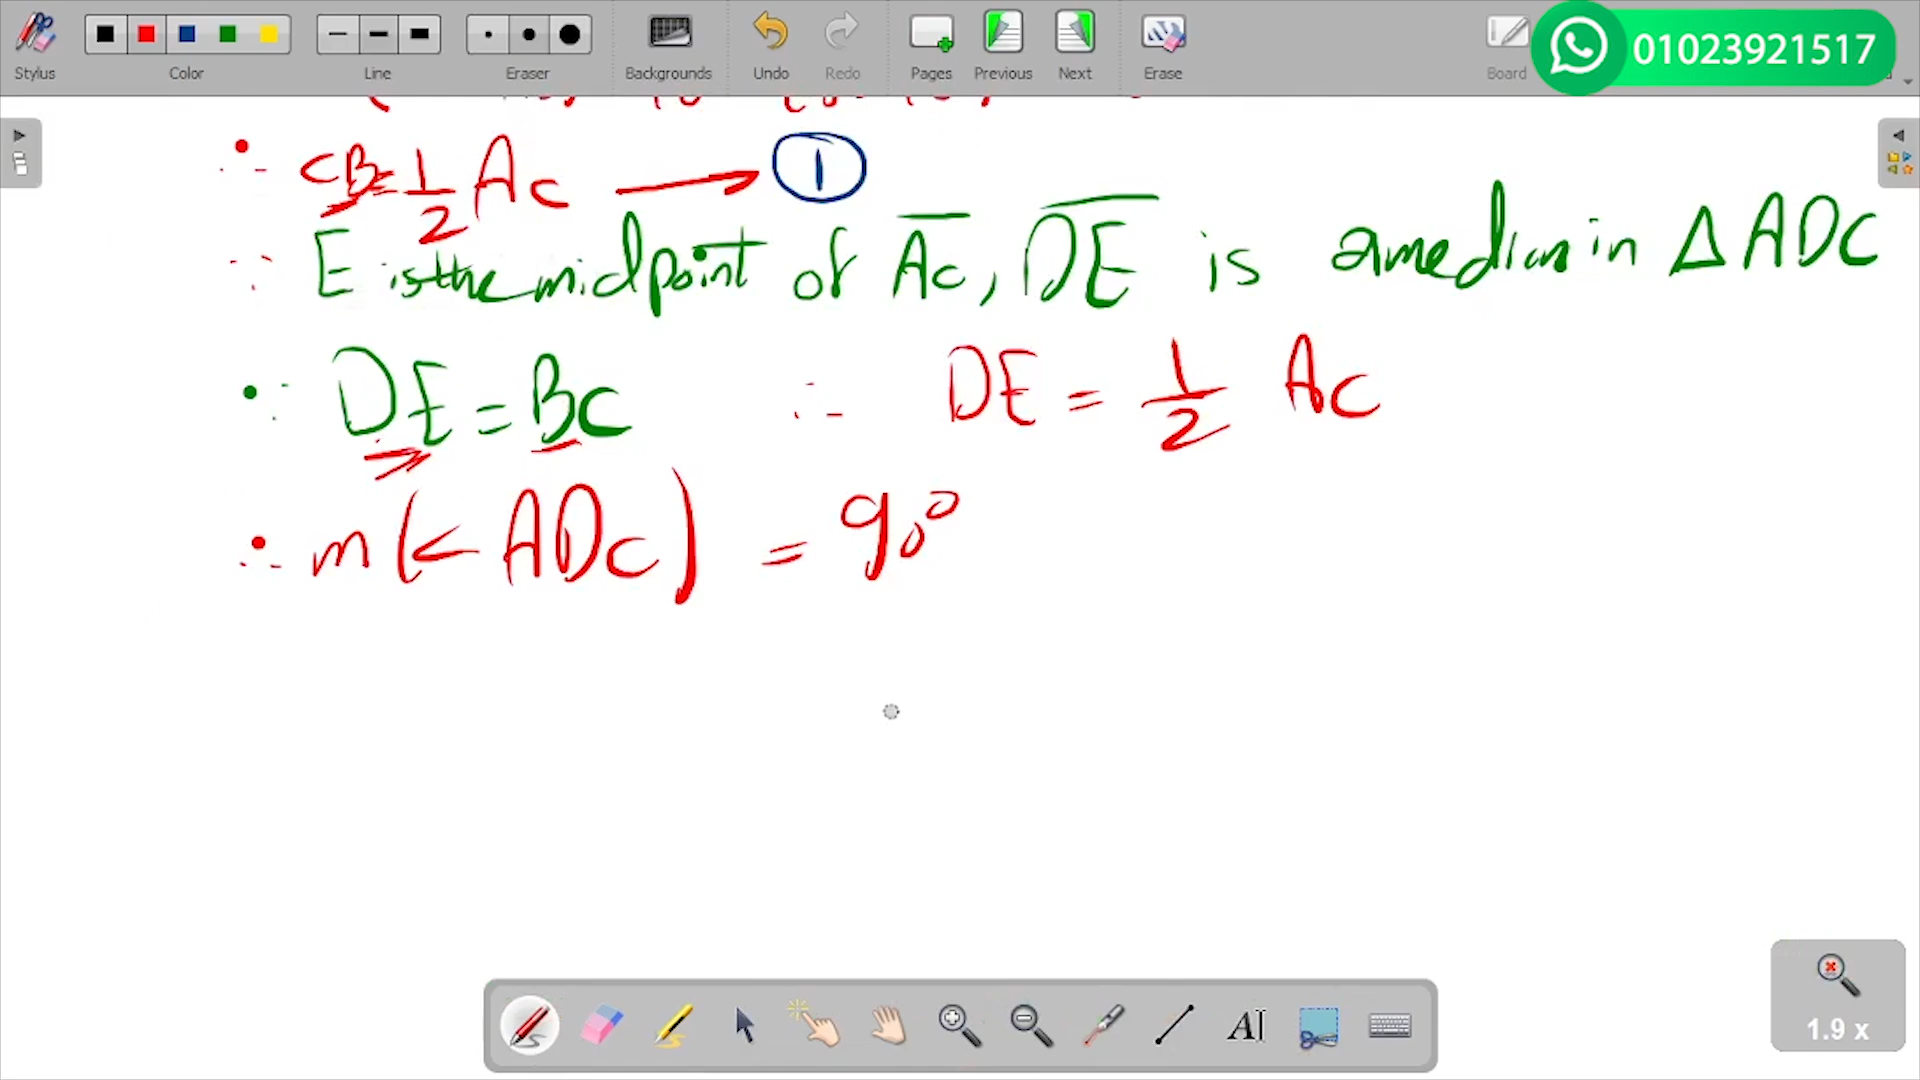 Stylus Color Line Eraser Backgrounds Undo Redo Pages Previous Next Erase Board 01023921517
∴ CB = 1/2 AC → ①
∵ E is the midpoint of AC, DE is a median in △ ADC
∵ DE = BC ∴ DE = 1/2 AC
∴ m(< ADC) = 90°
1.9 x